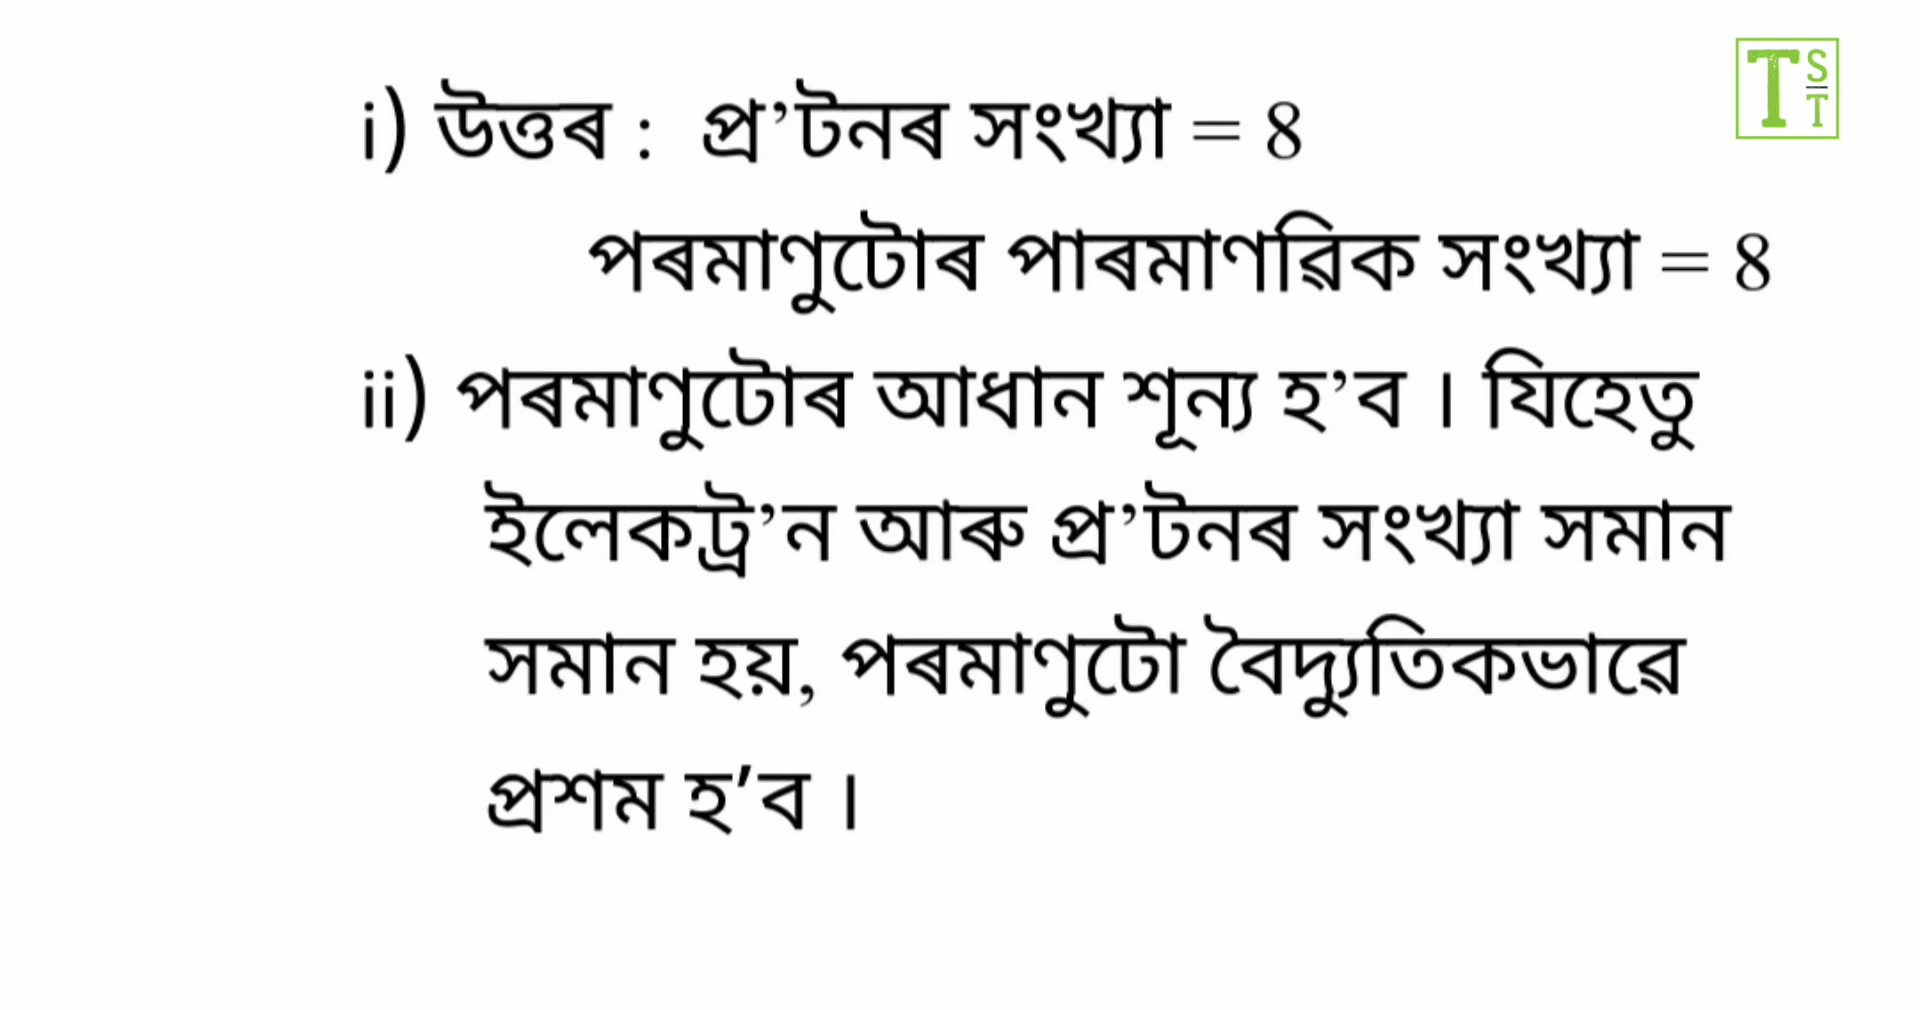 i) উত্তৰ : প্ৰ’টনৰ সংখ্যা = 8
পৰমাণুটোৰ পাৰমাণৱিক সংখ্যা = 8
ii) পৰমাণুটোৰ আধান শূন্য হ’ব । যিহেতু
ইলেকট্ৰ’ন আৰু প্ৰ’টনৰ সংখ্যা সমান
সমান হয়, পৰমাণুটো বৈদ্যুতিকভাৱে
প্ৰশম হ’ব ।
T S T